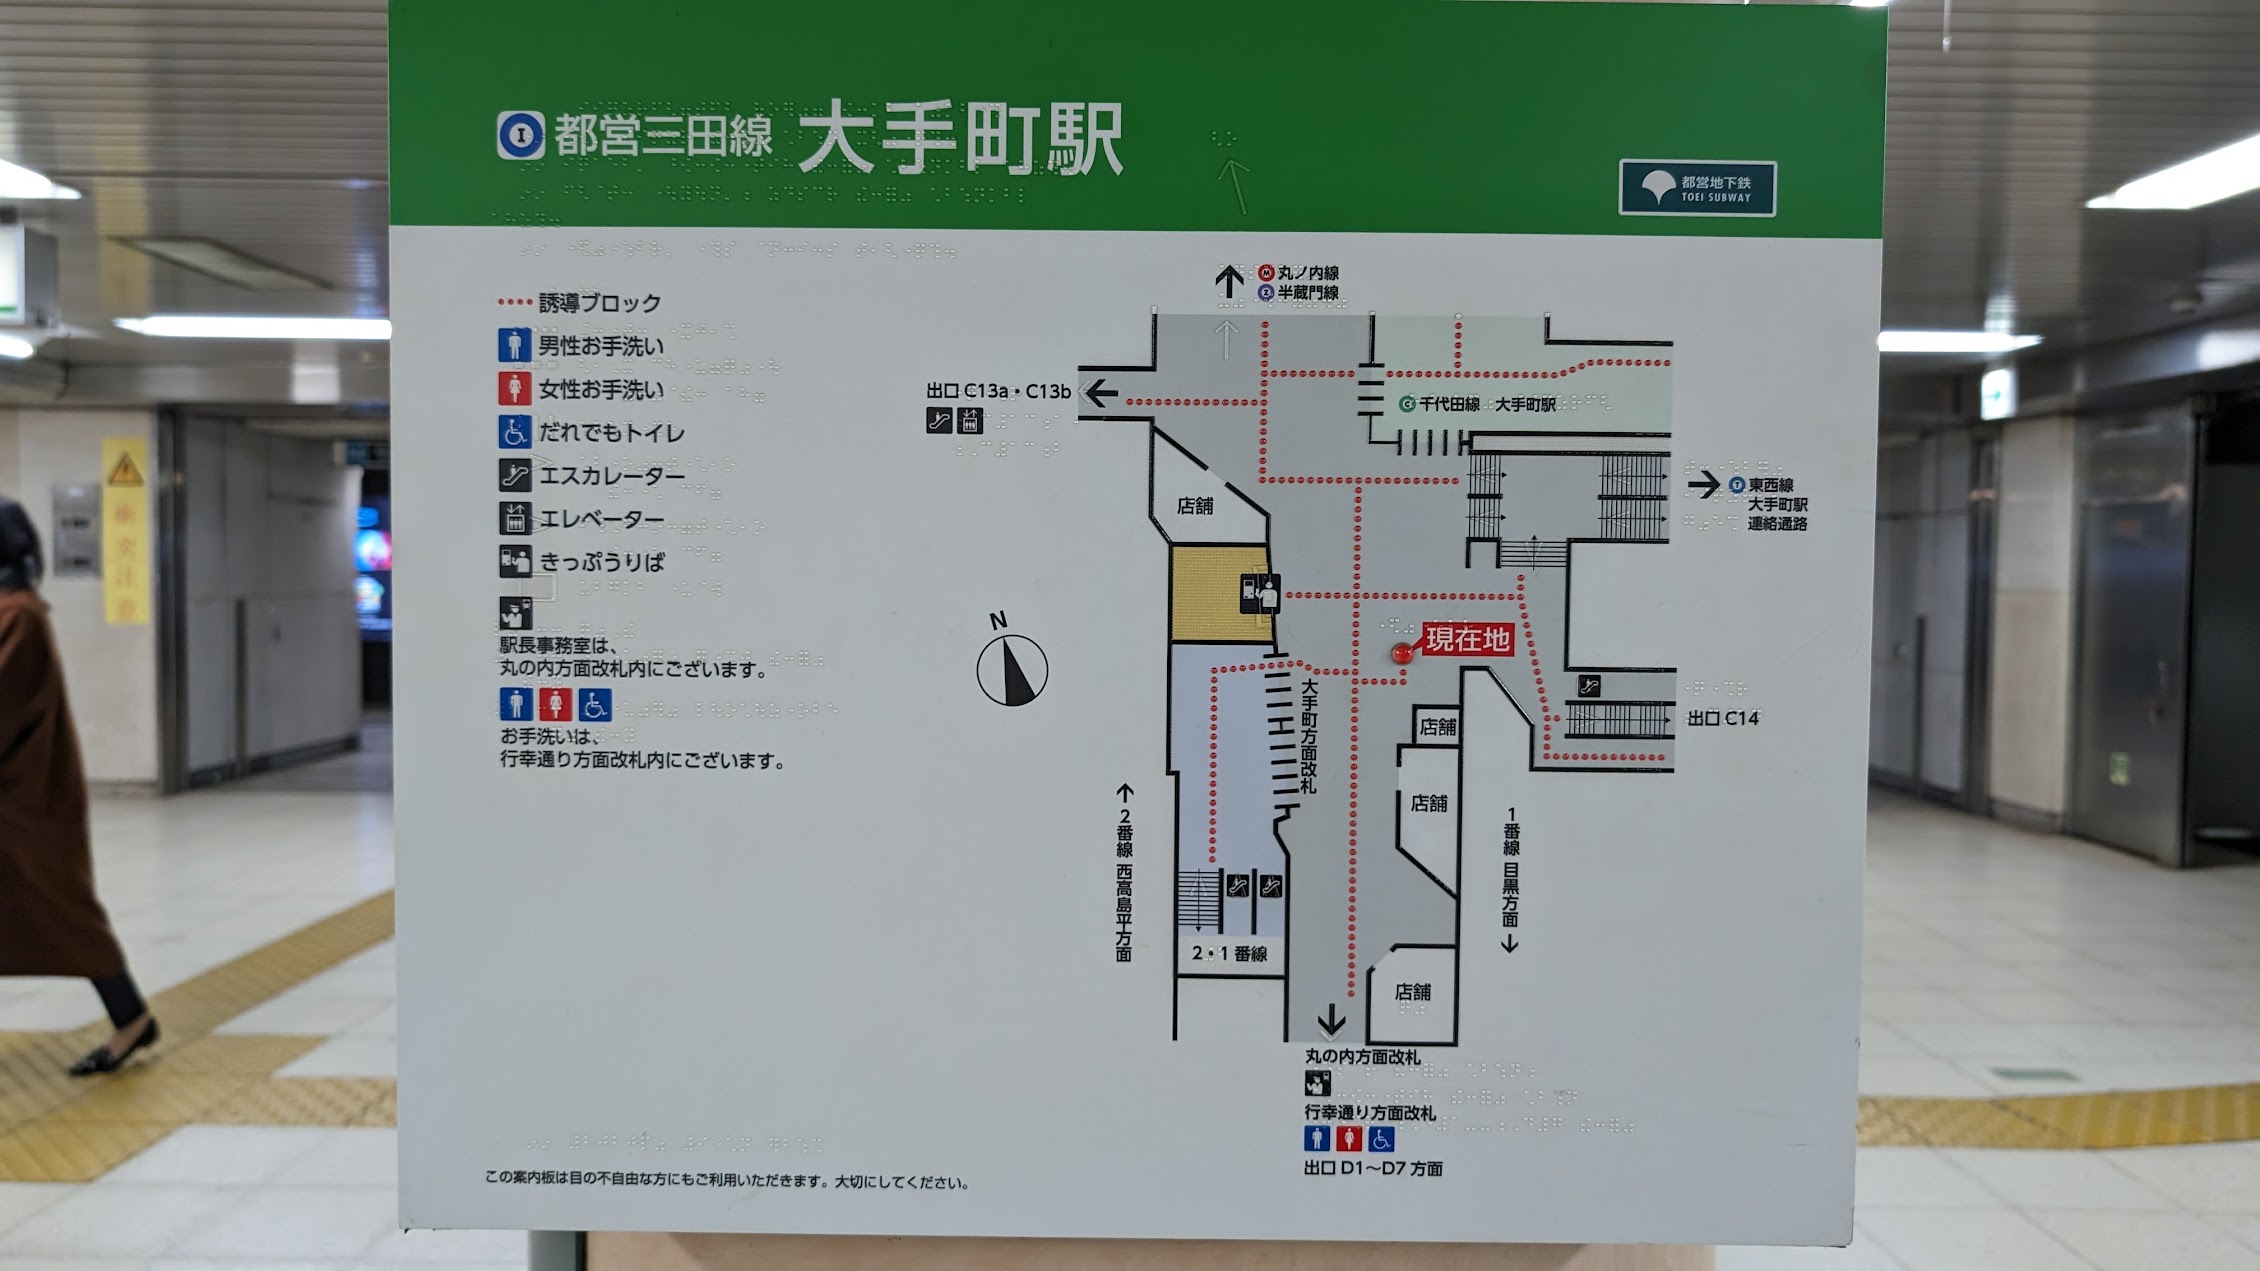 都営三田線 大手町駅
都営地下鉄
TOEI SUBWAY
誘導ブロック
男性お手洗い
女性お手洗い
だれでもトイレ
エスカレーター
エレベーター
きっぷうりば
駅長事務室は、
丸の内方面改札内にございます。
お手洗いは、
行幸通り方面改札内にございます。
N
M 丸ノ内線
Z 半蔵門線
出口 C13a・C13b
C 千代田線 大手町駅
T 東西線
大手町駅
連絡通路
店舗
現在地
大手町方面改札
出口 C14
店舗
店舗
店舗
↑2番線 西高島平方面
1番線 目黒方面↓
2・1 番線
丸の内方面改札
行幸通り方面改札
出口 D1～D7 方面
この案内板は目の不自由な方にもご利用いただきます。大切にしてください。
衝突注意